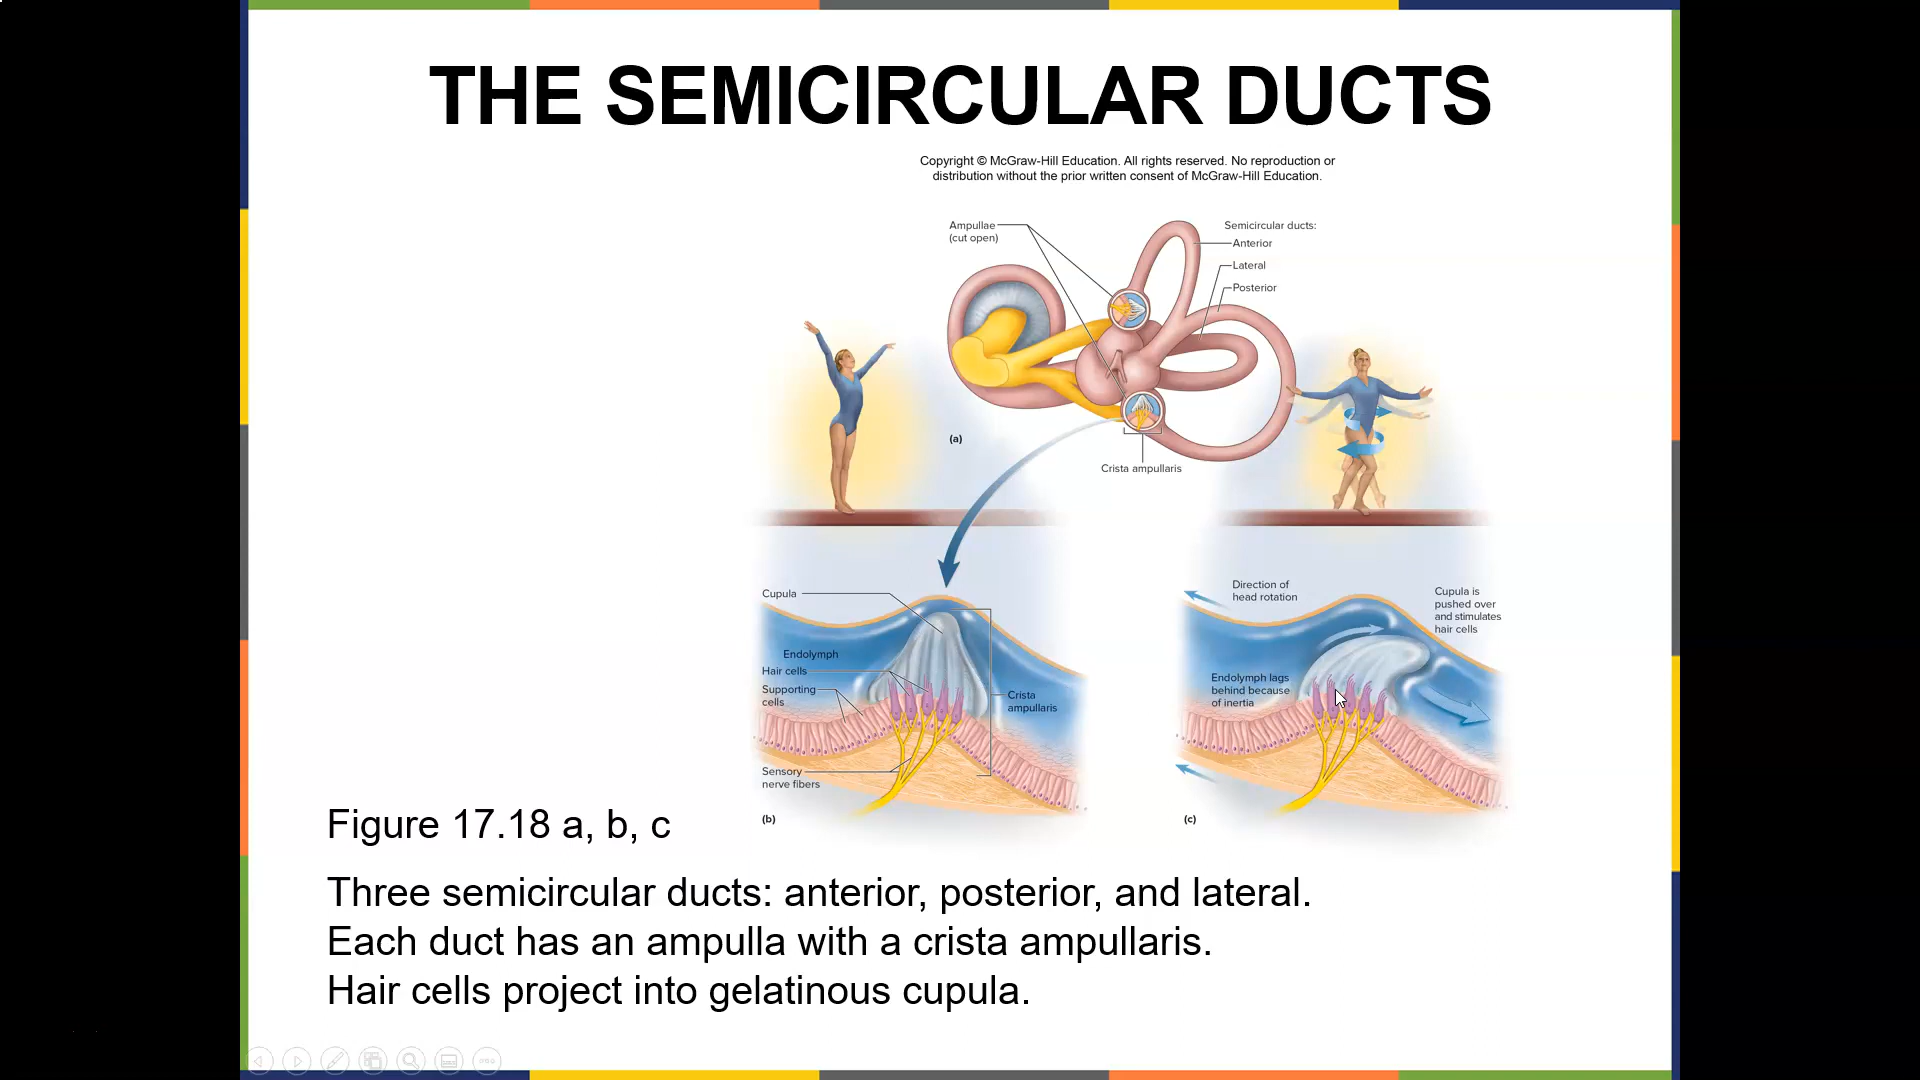 THE SEMICIRCULAR DUCTS
Copyright © McGraw-Hill Education. All rights reserved. No reproduction or
distribution without the prior written consent of McGraw-Hill Education.
Ampullae
(cut open)
Semicircular ducts:
Anterior
Lateral
Posterior
(a)
Crista ampullaris
Cupula
Endolymph
Hair cells
Supporting
cells
Crista
ampullaris
Sensory
nerve fibers
(b)
Direction of
head rotation
Cupula is
pushed over
and stimulates
hair cells
Endolymph lags
behind because
of inertia
(c)
Figure 17.18 a, b, c
Three semicircular ducts: anterior, posterior, and lateral.
Each duct has an ampulla with a crista ampullaris.
Hair cells project into gelatinous cupula.